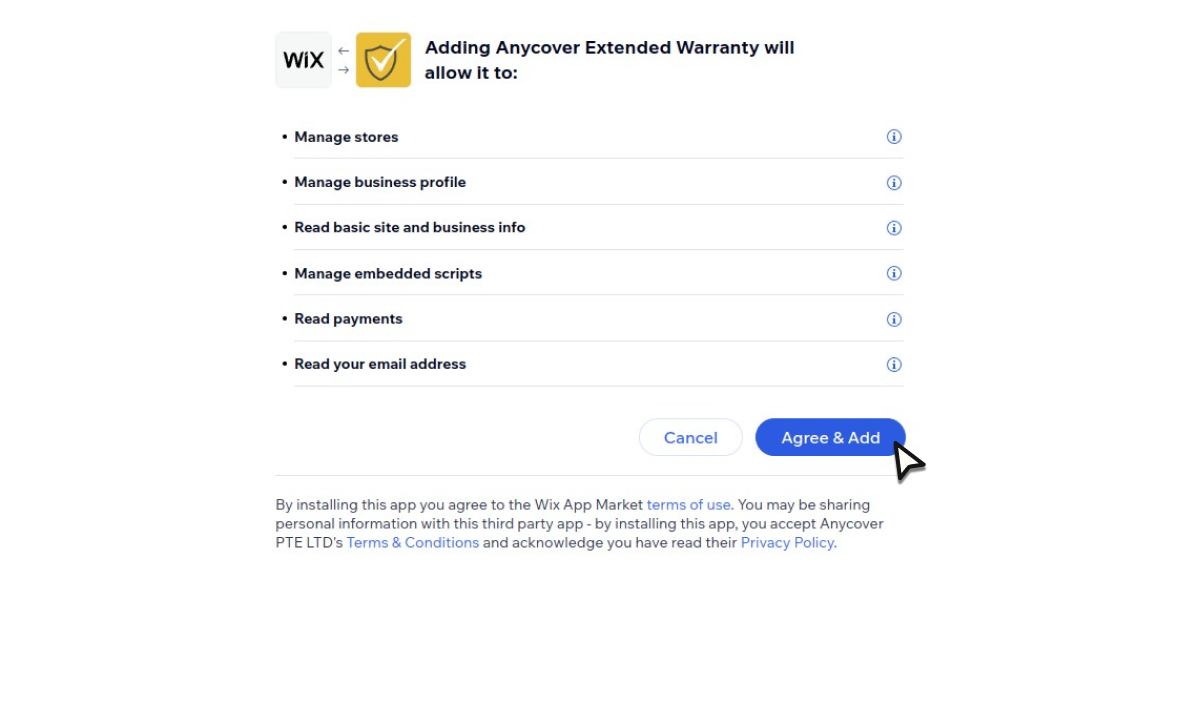 WiX
Adding Anycover Extended Warranty will
allow it to:
• Manage stores
• Manage business profile
• Read basic site and business info
• Manage embedded scripts
• Read payments
• Read your email address
Cancel Agree & Add
By installing this app you agree to the Wix App Market terms of use. You may be sharing
personal information with this third party app - by installing this app, you accept Anycover
PTE LTD's Terms & Conditions and acknowledge you have read their Privacy Policy.